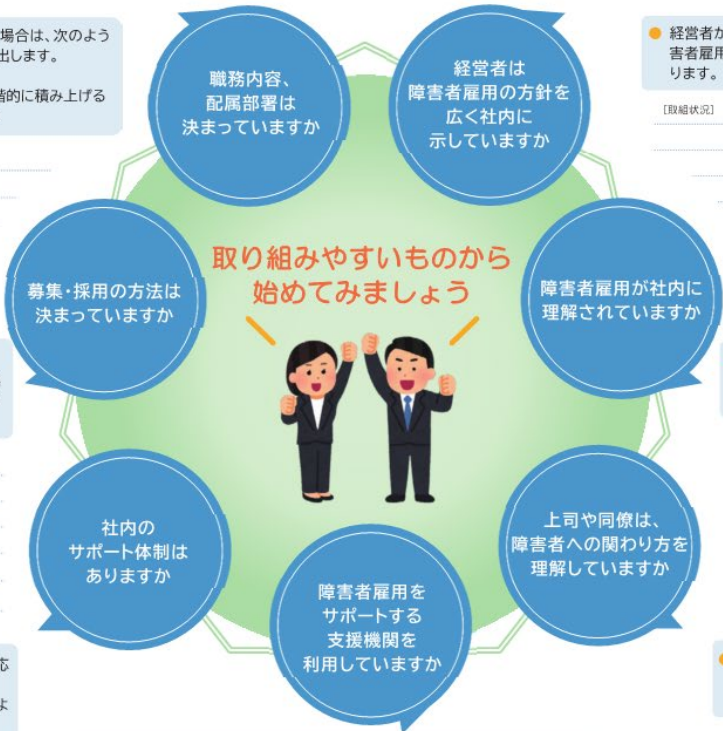 場合は、次のよう
出します。
階的に積み上げる
経営者が
害者雇用
ります。
[取組状況]
職務内容、
配属部署は
決まっていますか
経営者は
障害者雇用の方針を
広く社内に
示していますか
取り組みやすいものから
始めてみましょう
募集・採用の方法は
決まっていますか
障害者雇用が社内に
理解されていますか
社内の
サポート体制は
ありますか
上司や同僚は、
障害者への関わり方を
理解していますか
障害者雇用を
サポートする
支援機関を
利用していますか
応
よ